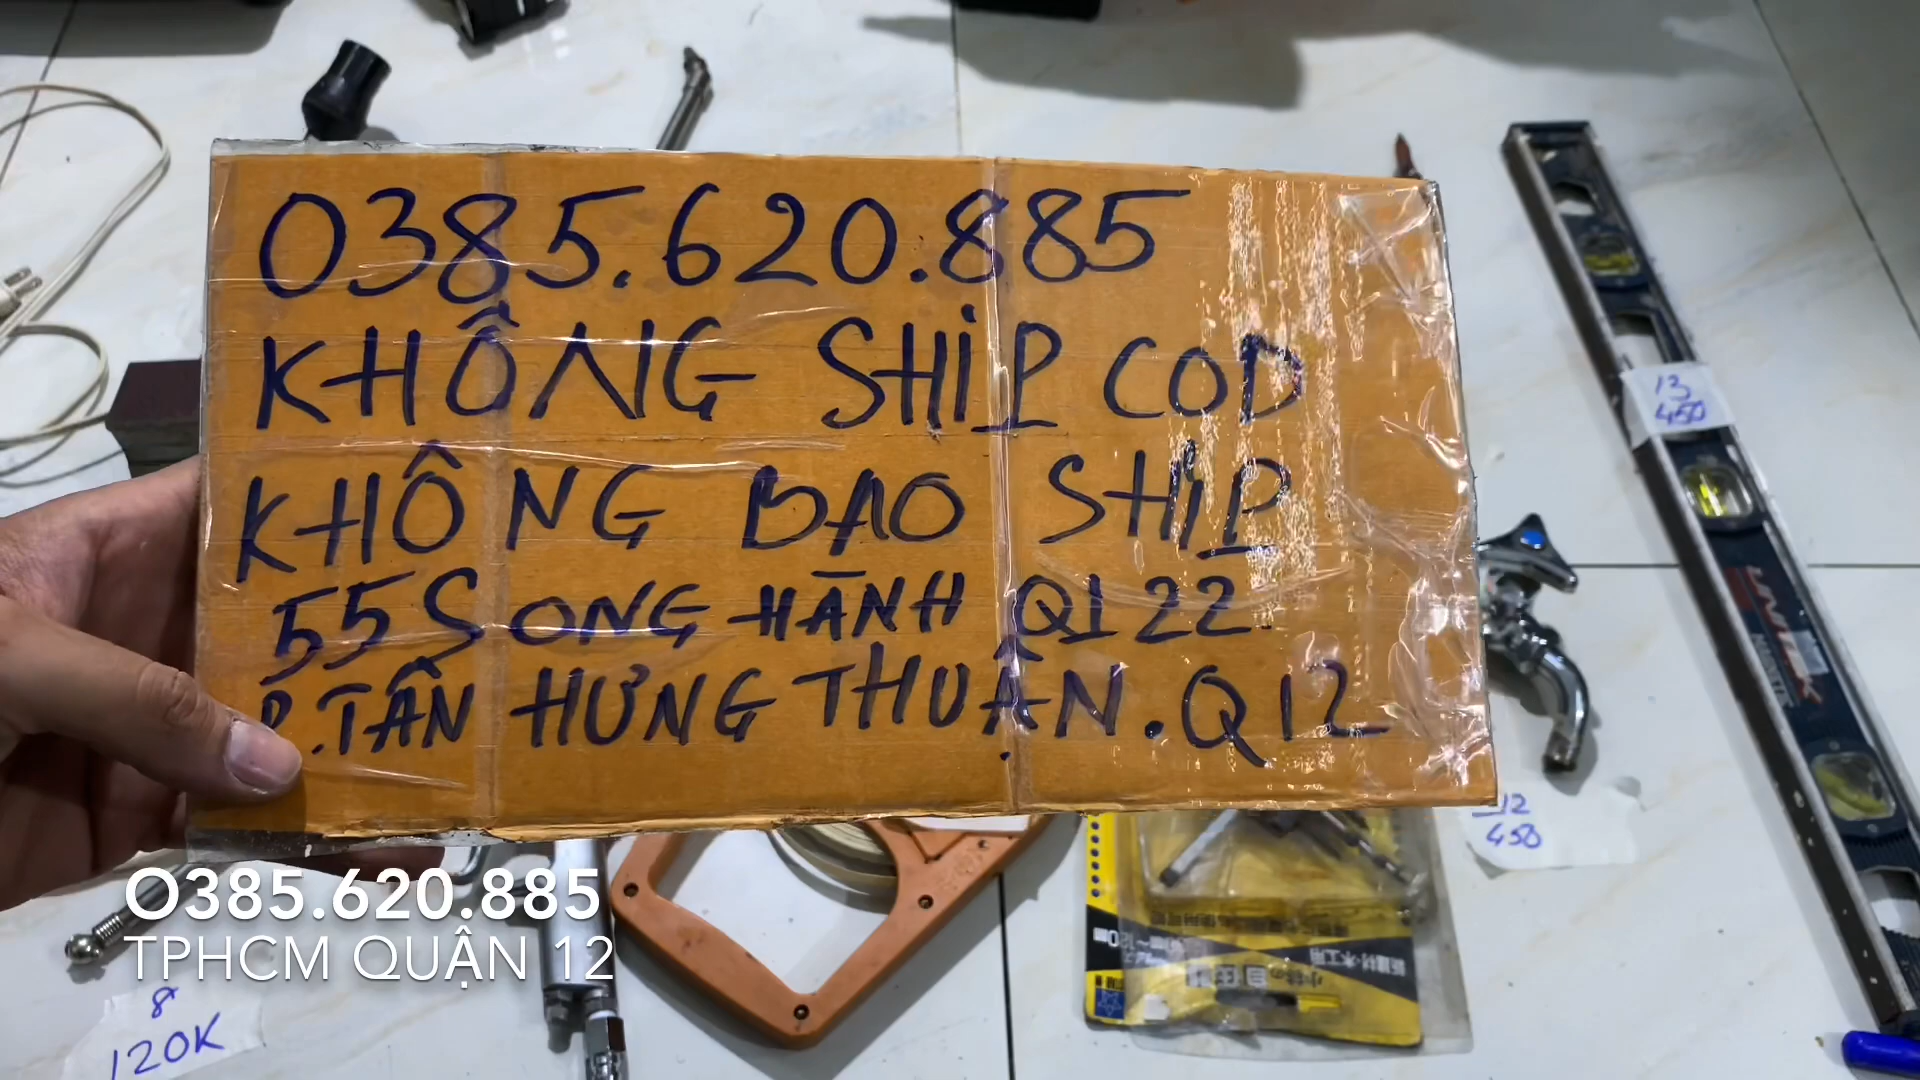 0385.620.885
KHÔNG SHIP COD
KHÔNG BAO SHIP
55 SONG HÀNH QL22
P.TÂN HƯNG THUẬN.Q12
13
450
12
450
O385.620.885
TPHCM QUẬN 12
8
120K